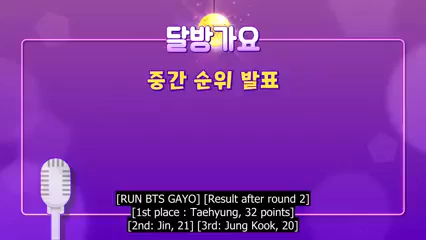 달방가요
중간 순위 발표
[RUN BTS GAYO] [Result after round 2]
[1st place : Taehyung, 32 points]
[2nd: Jin, 21] [3rd: Jung Kook, 20]